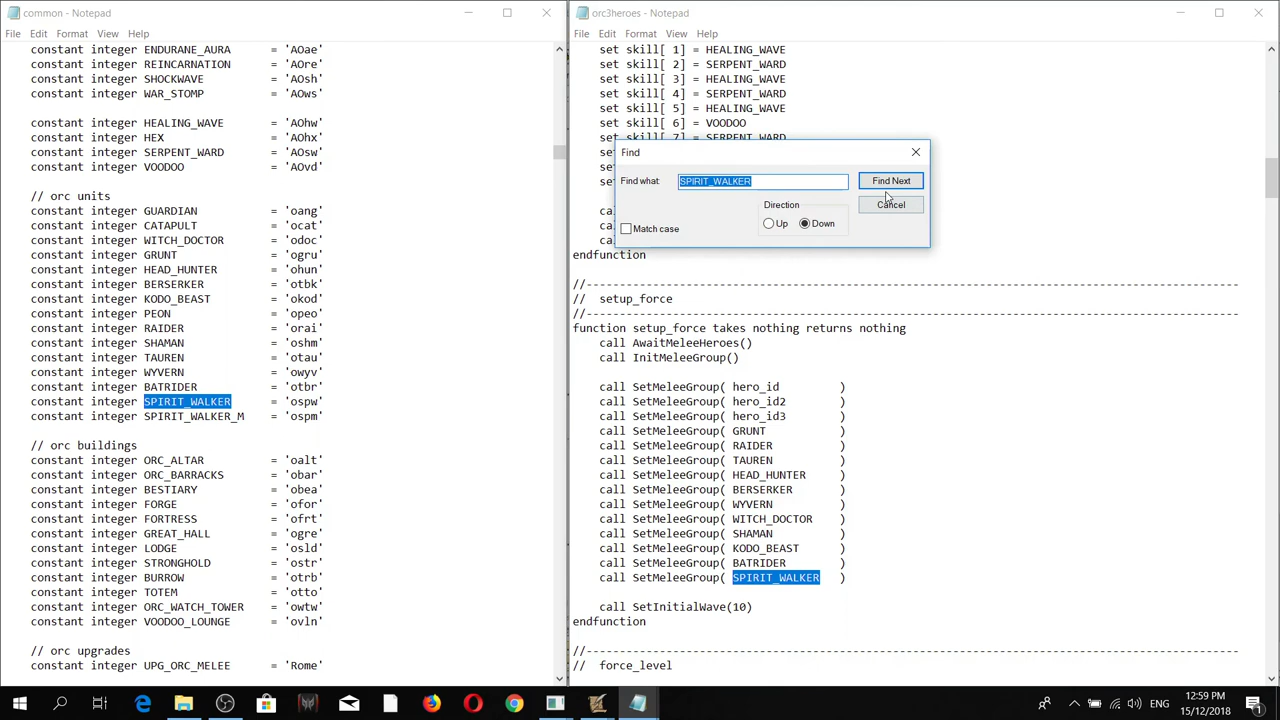 common - Notepad
File Edit Format View Help
constant integer ENDURANE_AURA = 'AOae'
constant integer REINCARNATION = 'AOre'
constant integer SHOCKWAVE = 'AOsh'
constant integer WAR_STOMP = 'AOws'
constant integer HEALING_WAVE = 'AOhw'
constant integer HEX = 'AOhx'
constant integer SERPENT_WARD = 'AOsw'
constant integer VOODOO = 'AOvd'
// orc units
constant integer GUARDIAN = 'oang'
constant integer CATAPULT = 'ocat'
constant integer WITCH_DOCTOR = 'odoc'
constant integer GRUNT = 'ogru'
constant integer HEAD_HUNTER = 'ohun'
constant integer BERSERKER = 'otbk'
constant integer KODO_BEAST = 'okod'
constant integer PEON = 'opeo'
constant integer RAIDER = 'orai'
constant integer SHAMAN = 'oshm'
constant integer TAUREN = 'otau'
constant integer WYVERN = 'owyv'
constant integer BATRIDER = 'otbr'
constant integer SPIRIT_WALKER = 'ospw'
constant integer SPIRIT_WALKER_M = 'ospm'
// orc buildings
constant integer ORC_ALTAR = 'oalt'
constant integer ORC_BARRACKS = 'obar'
constant integer BESTIARY = 'obea'
constant integer FORGE = 'ofor'
constant integer FORTRESS = 'ofrt'
constant integer GREAT_HALL = 'ogre'
constant integer LODGE = 'osld'
constant integer STRONGHOLD = 'ostr'
constant integer BURROW = 'otrb'
constant integer TOTEM = 'otto'
constant integer ORC_WATCH_TOWER = 'owtw'
constant integer VOODOO_LOUNGE = 'ovln'
// orc upgrades
constant integer UPG_ORC_MELEE = 'Rome'
orc3heroes - Notepad
File Edit Format View Help
set skill[ 1] = HEALING_WAVE
set skill[ 2] = SERPENT_WARD
set skill[ 3] = HEALING_WAVE
set skill[ 4] = SERPENT_WARD
set skill[ 5] = HEALING_WAVE
set skill[ 6] = VOODOO
set skill[ 7] = SERPENT_WARD
set
set
set
Find
Find what: SPIRIT_WALKER Find Next
Direction Cancel
Match case Up Down
endfunction
//--------------------------------------------------------------------------------------------------
// setup_force
//--------------------------------------------------------------------------------------------------
function setup_force takes nothing returns nothing
call AwaitMeleeHeroes()
call InitMeleeGroup()
call SetMeleeGroup( hero_id )
call SetMeleeGroup( hero_id2 )
call SetMeleeGroup( hero_id3 )
call SetMeleeGroup( GRUNT )
call SetMeleeGroup( RAIDER )
call SetMeleeGroup( TAUREN )
call SetMeleeGroup( HEAD_HUNTER )
call SetMeleeGroup( BERSERKER )
call SetMeleeGroup( WYVERN )
call SetMeleeGroup( WITCH_DOCTOR )
call SetMeleeGroup( SHAMAN )
call SetMeleeGroup( KODO_BEAST )
call SetMeleeGroup( BATRIDER )
call SetMeleeGroup( SPIRIT_WALKER )
call SetInitialWave(10)
endfunction
//--------------------------------------------------------------------------------------------------
// force_level
ENG
12:59 PM
15/12/2018
1